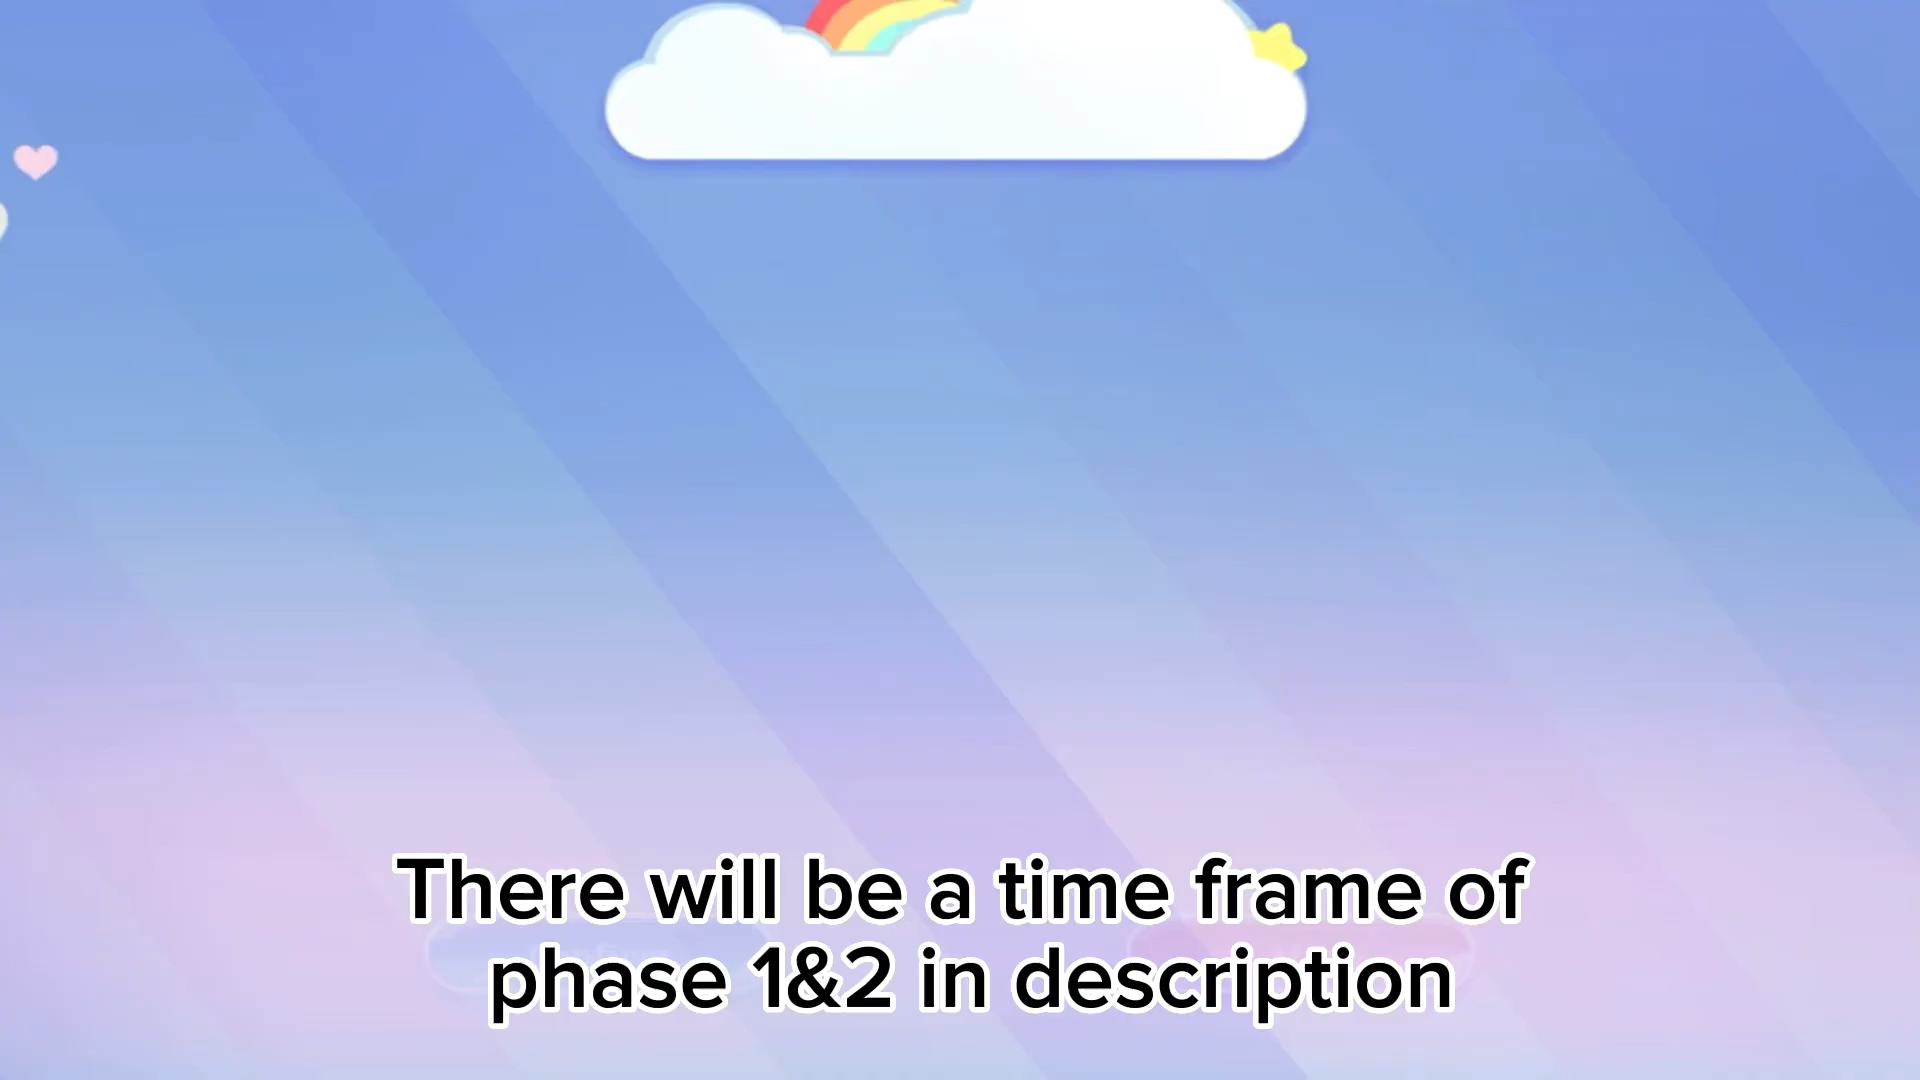 There will be a time frame of
phase 1&2 in description